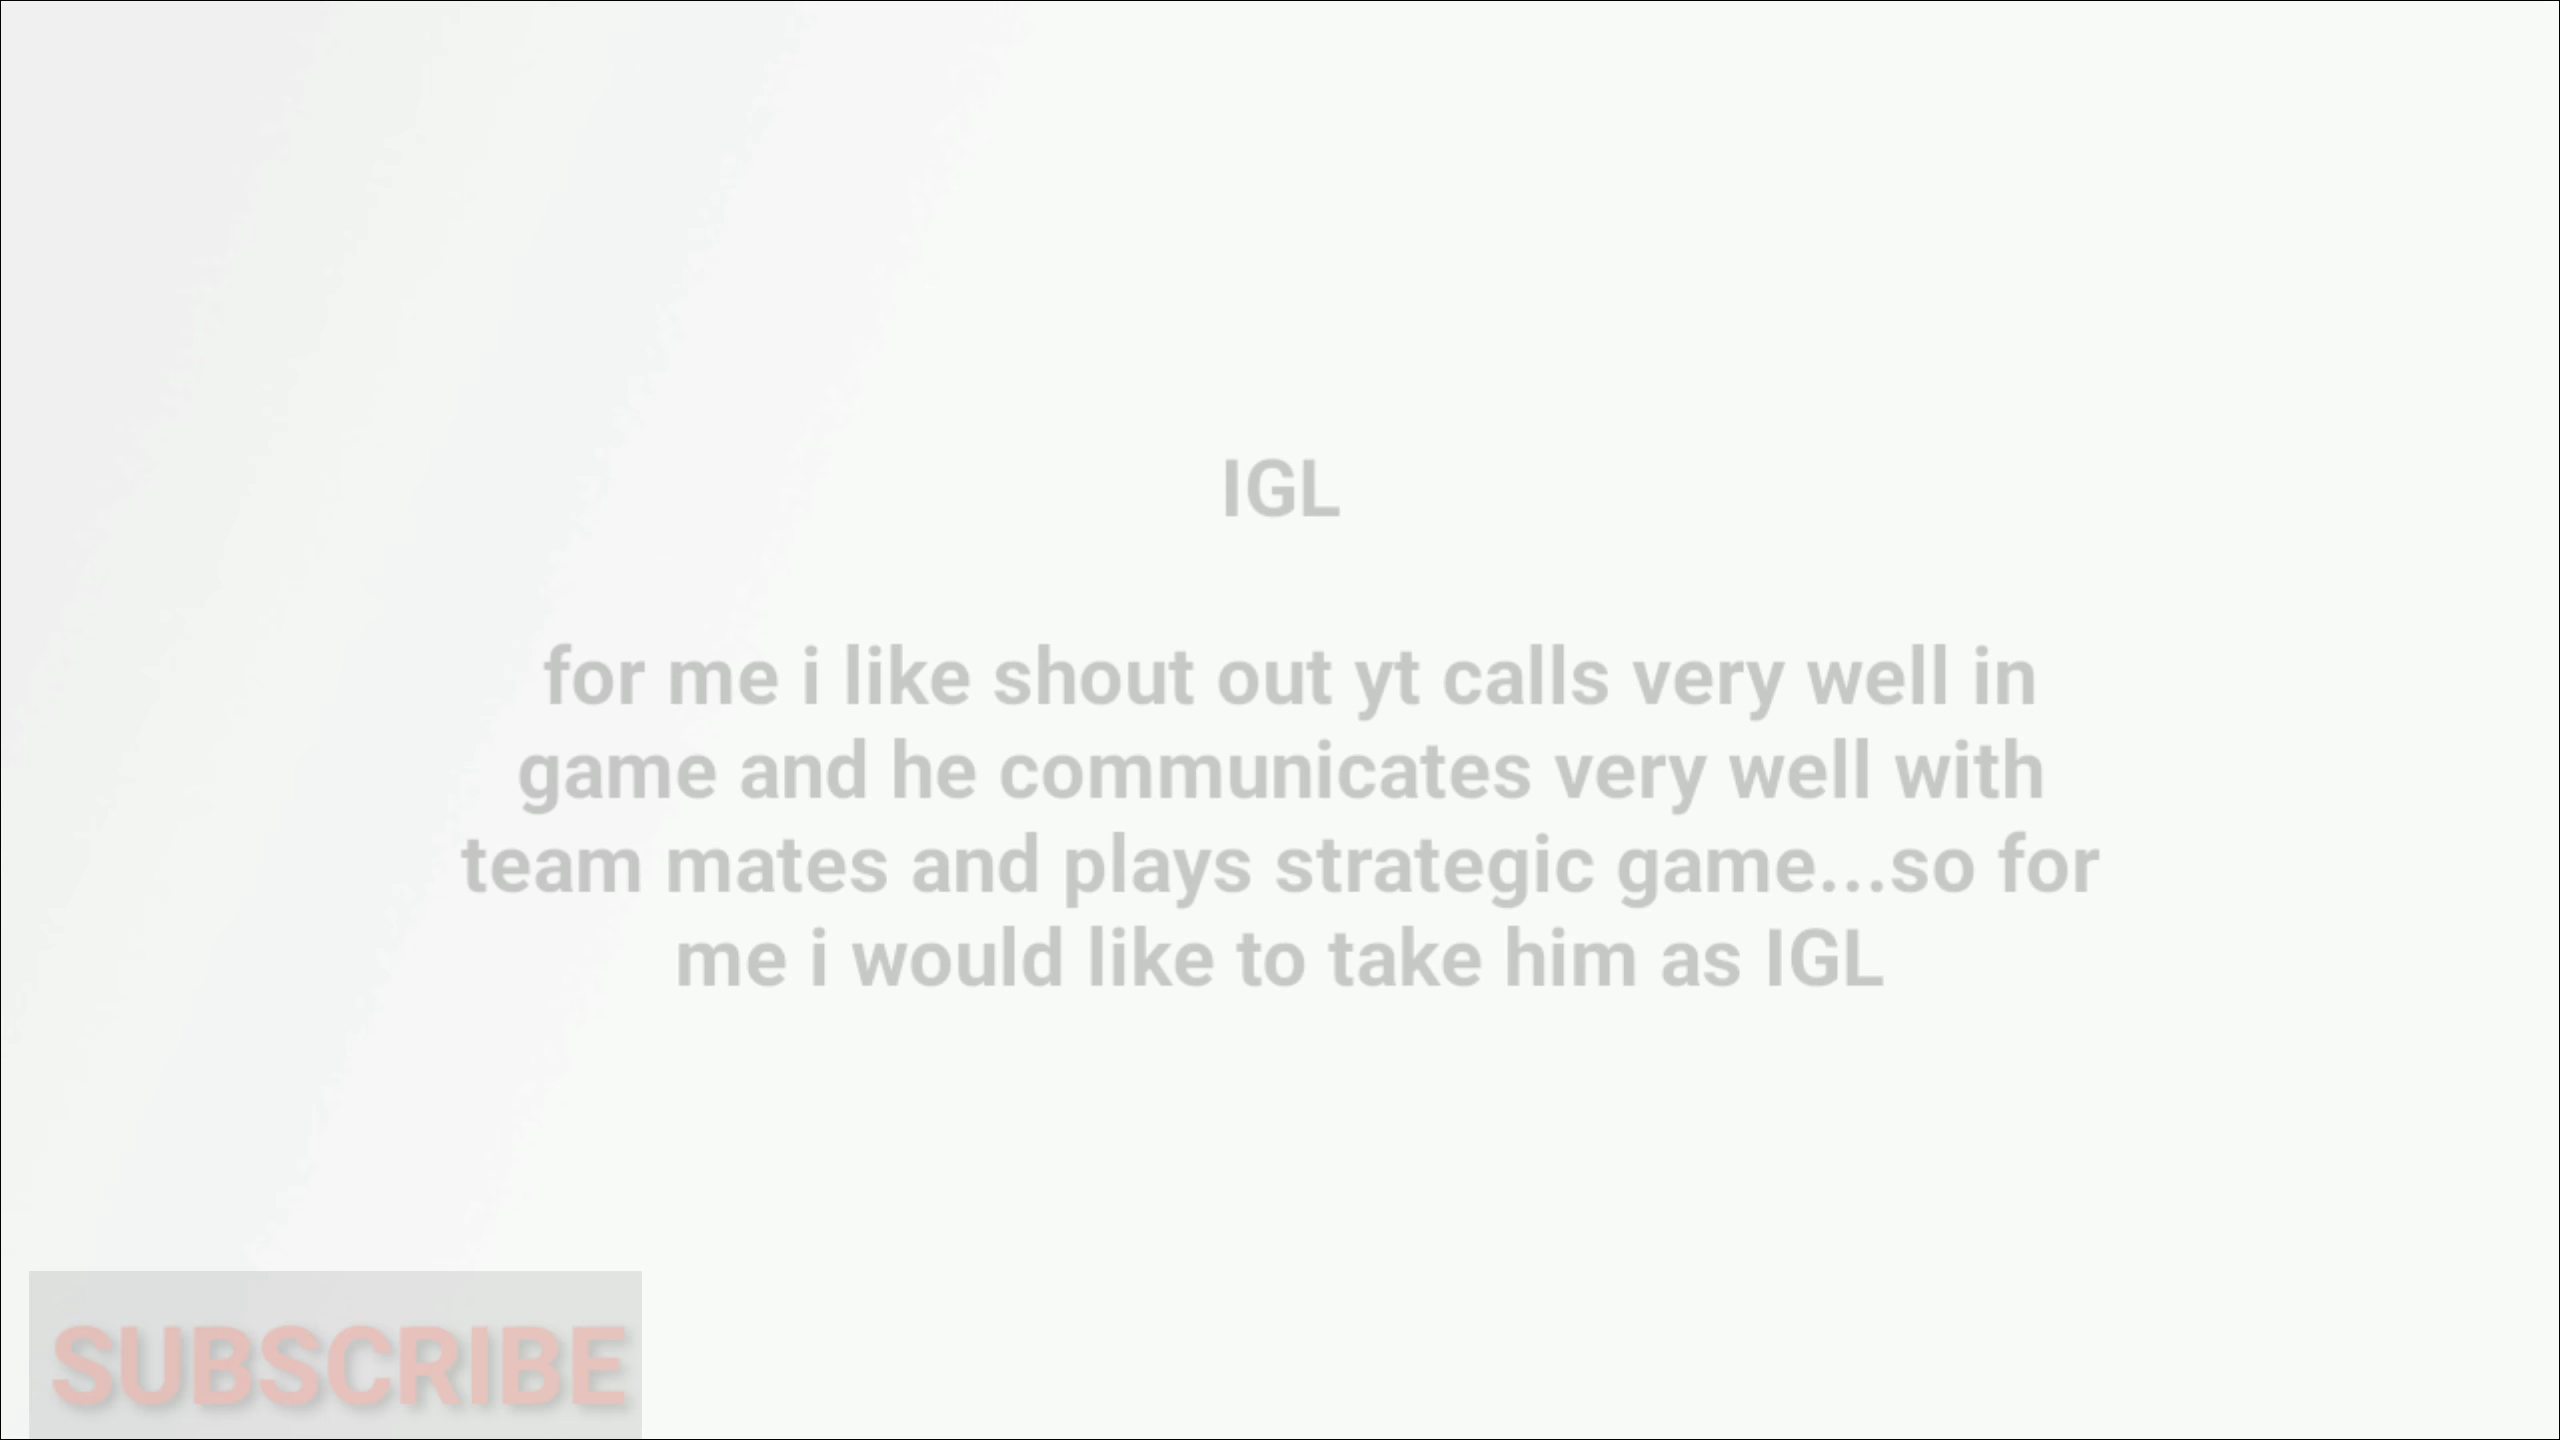 IGL
for me i like shout out yt calls very well in
game and he communicates very well with
team mates and plays strategic game...so for
me i would like to take him as IGL
SUBSCRIBE